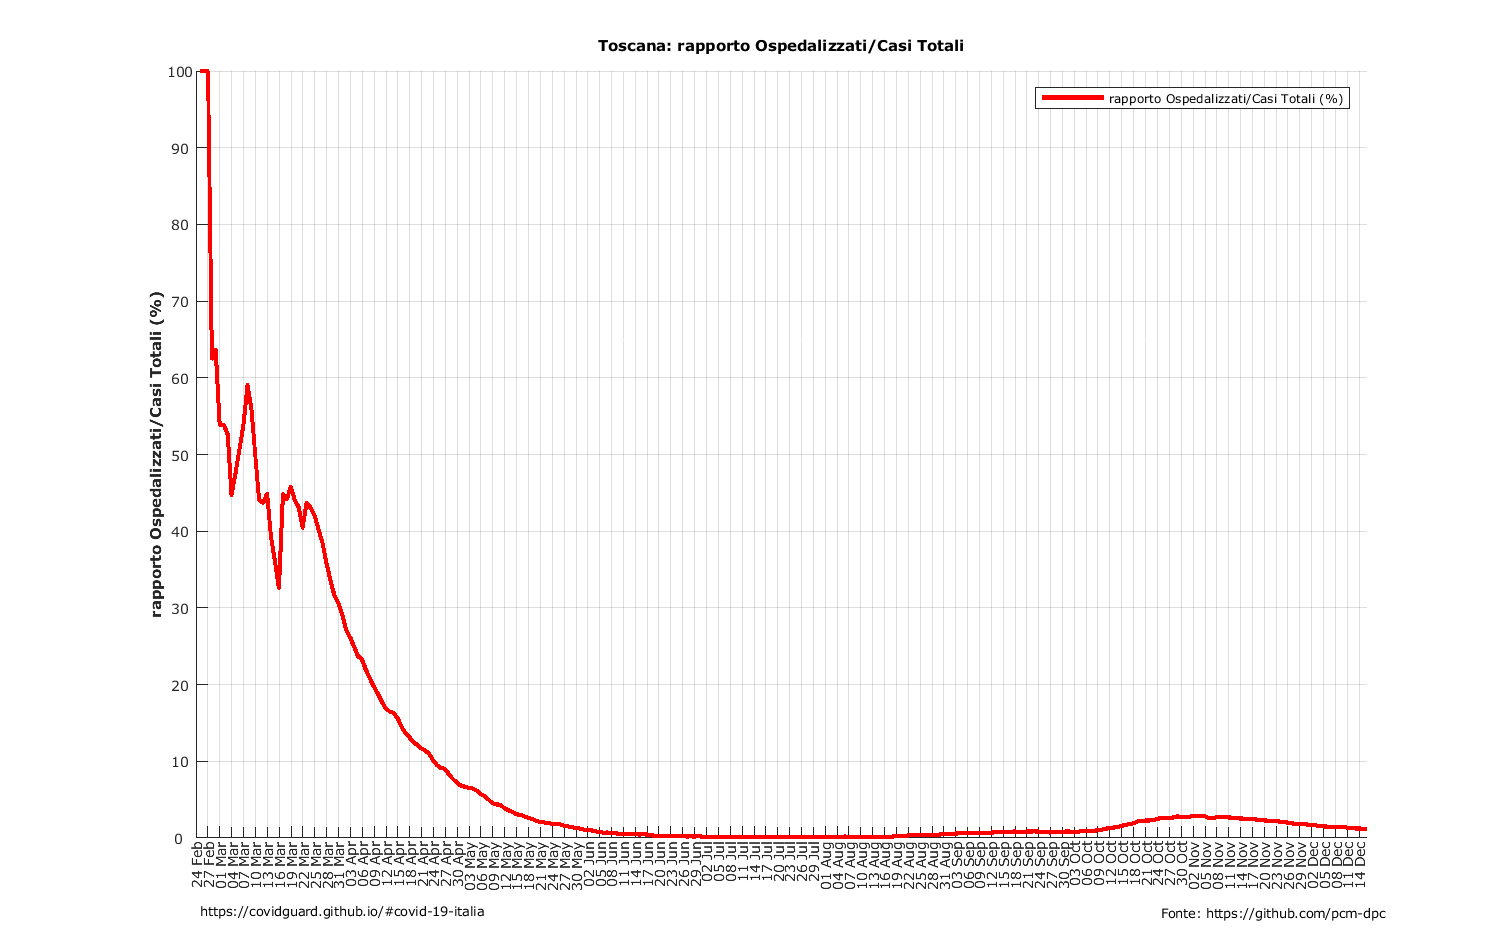 Toscana: rapporto Ospedalizzati/Casi Totali
rapporto Ospedalizzati/Casi Totali (%)
rapporto Ospedalizzati/Casi Totali (%)
100
90
80
70
60
50
40
30
20
10
0
24 Feb
27 Feb
01 Mar
04 Mar
07 Mar
10 Mar
13 Mar
16 Mar
19 Mar
22 Mar
25 Mar
28 Mar
31 Mar
03 Apr
06 Apr
09 Apr
12 Apr
15 Apr
18 Apr
21 Apr
24 Apr
27 Apr
30 Apr
03 May
06 May
09 May
12 May
15 May
18 May
21 May
24 May
27 May
30 May
02 Jun
05 Jun
08 Jun
11 Jun
14 Jun
17 Jun
20 Jun
23 Jun
26 Jun
29 Jun
02 Jul
05 Jul
08 Jul
11 Jul
14 Jul
17 Jul
20 Jul
23 Jul
26 Jul
29 Jul
01 Aug
04 Aug
07 Aug
10 Aug
13 Aug
16 Aug
19 Aug
22 Aug
25 Aug
28 Aug
31 Aug
03 Sep
06 Sep
09 Sep
12 Sep
15 Sep
18 Sep
21 Sep
24 Sep
27 Sep
30 Sep
03 Oct
06 Oct
09 Oct
12 Oct
15 Oct
18 Oct
21 Oct
24 Oct
27 Oct
30 Oct
02 Nov
05 Nov
08 Nov
11 Nov
14 Nov
17 Nov
20 Nov
23 Nov
26 Nov
29 Nov
02 Dec
05 Dec
08 Dec
11 Dec
14 Dec
https://covidguard.github.io/#covid-19-italia
Fonte: https://github.com/pcm-dpc